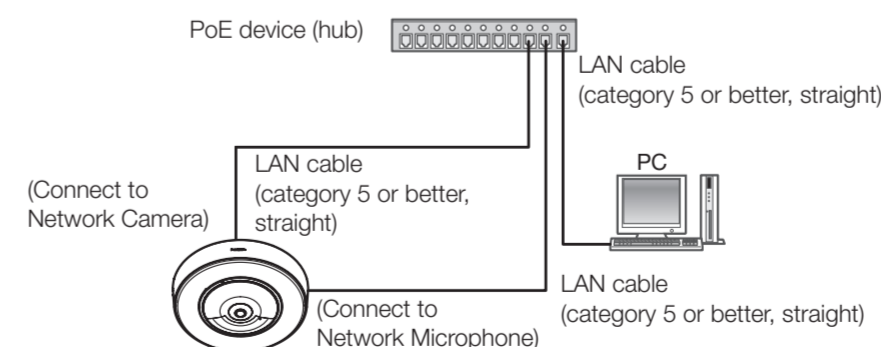 PoE device (hub)
LAN cable
(category 5 or better, straight)
PC
LAN cable
(category 5 or better,
straight)
(Connect to
Network Camera)
LAN cable
(category 5 or better, straight)
(Connect to
Network Microphone)